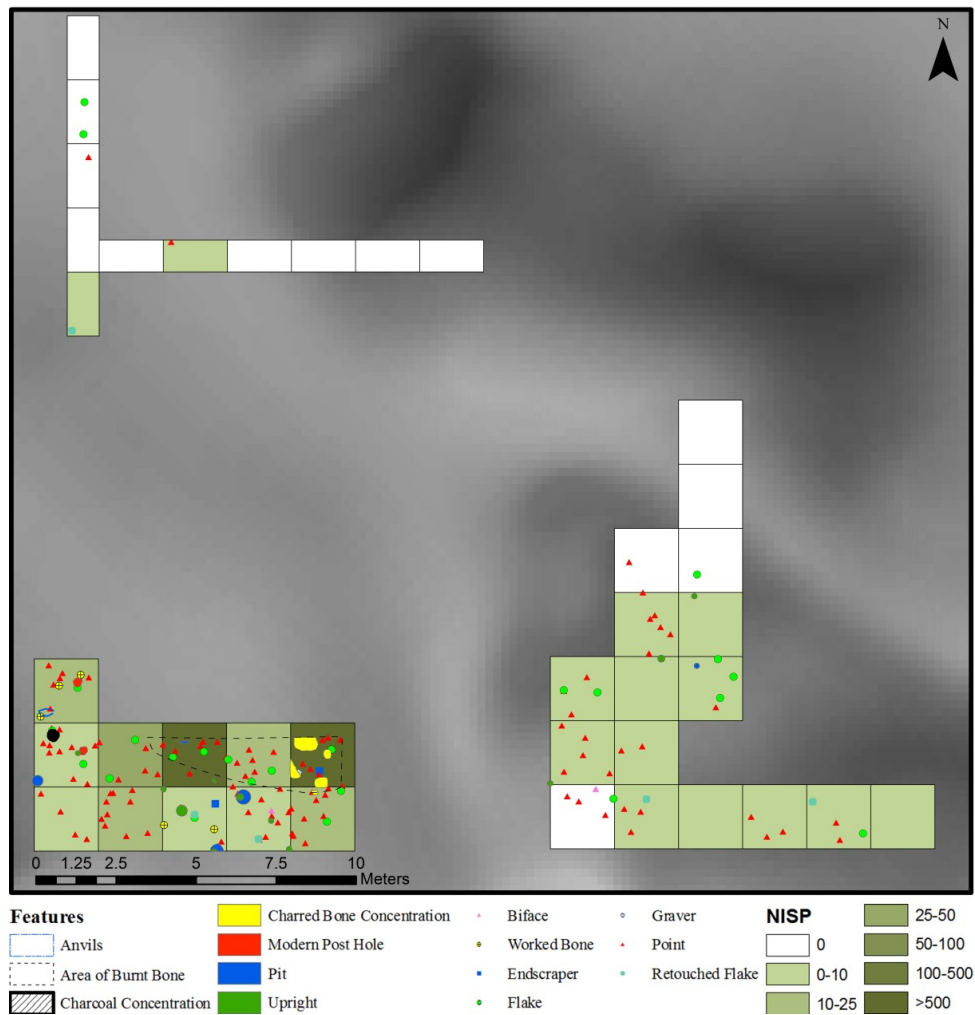 N
0 1.25 2.5 5 7.5 10
Meters
Features
Anvils
Area of Burnt Bone
Charcoal Concentration
Charred Bone Concentration
Modern Post Hole
Pit
Upright
Biface
Worked Bone
Endscraper
Flake
Graver
Point
Retouched Flake
NISP
0
0-10
10-25
25-50
50-100
100-500
>500